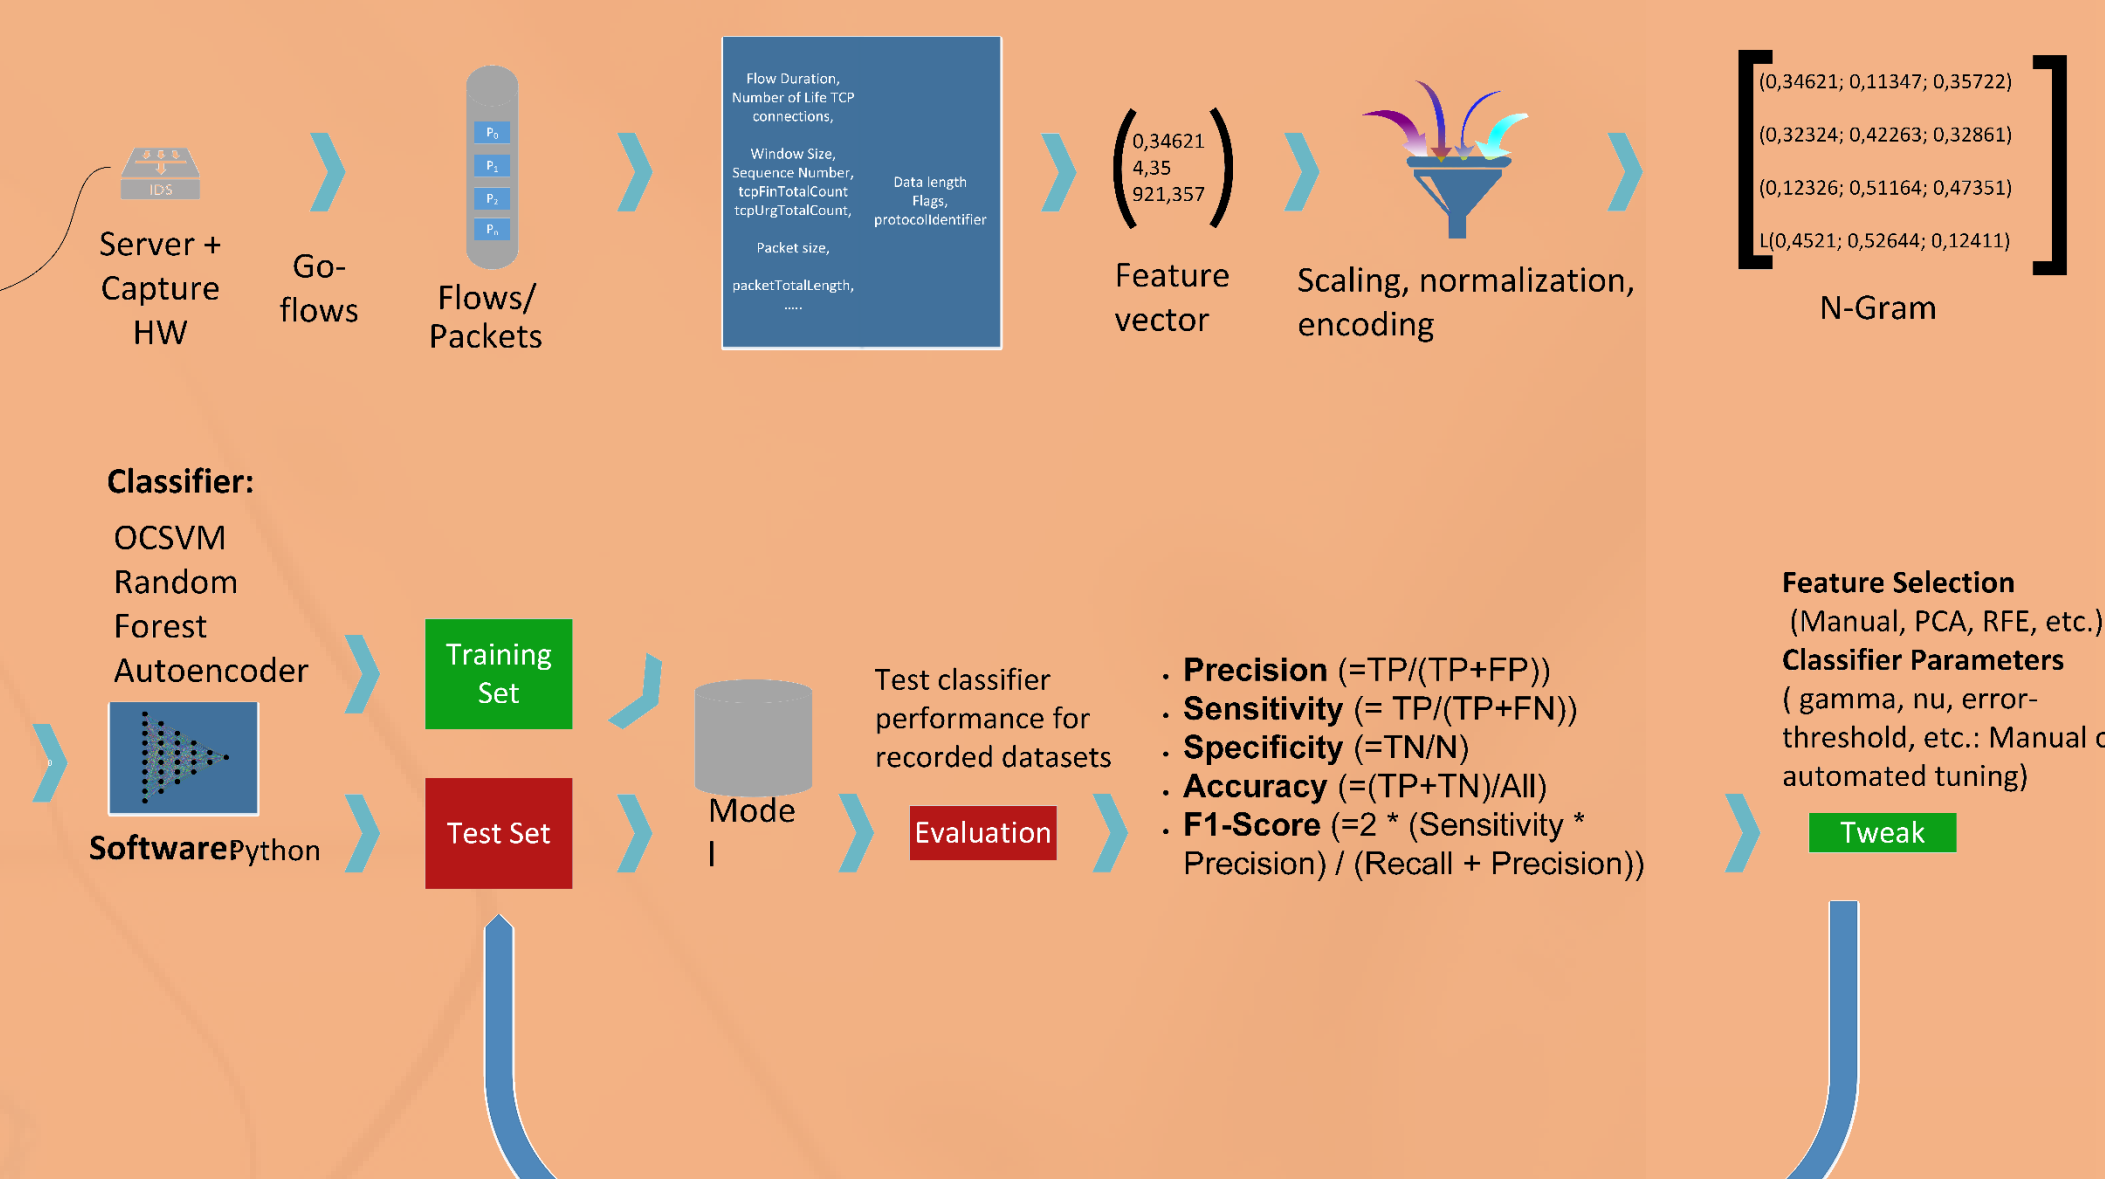 IDS
Server +
Capture
HW
Go-
flows
P0
P1
P2
Pn
Flows/
Packets
Flow Duration,
Number of Life TCP
connections,
Window Size,
Sequence Number,
tcpFinTotalCount
tcpUrgTotalCount,
Packet size,
packetTotalLength,
.....
Data length
Flags,
protocolIdentifier
0,34621
4,35
921,357
Feature
vector
Scaling, normalization,
encoding
(0,34621; 0,11347; 0,35722)
(0,32324; 0,42263; 0,32861)
(0,12326; 0,51164; 0,47351)
L(0,4521; 0,52644; 0,12411)
N-Gram
Classifier:
OCSVM
Random
Forest
Autoencoder
Software:Python
Training
Set
Test Set
Mode
l
Test classifier
performance for
recorded datasets
Evaluation
• Precision (=TP/(TP+FP))
• Sensitivity (= TP/(TP+FN))
• Specificity (=TN/N)
• Accuracy (=(TP+TN)/All)
• F1-Score (=2 * (Sensitivity *
Precision) / (Recall + Precision))
Feature Selection
(Manual, PCA, RFE, etc.)
Classifier Parameters
( gamma, nu, error-
threshold, etc.: Manual o
automated tuning)
Tweak